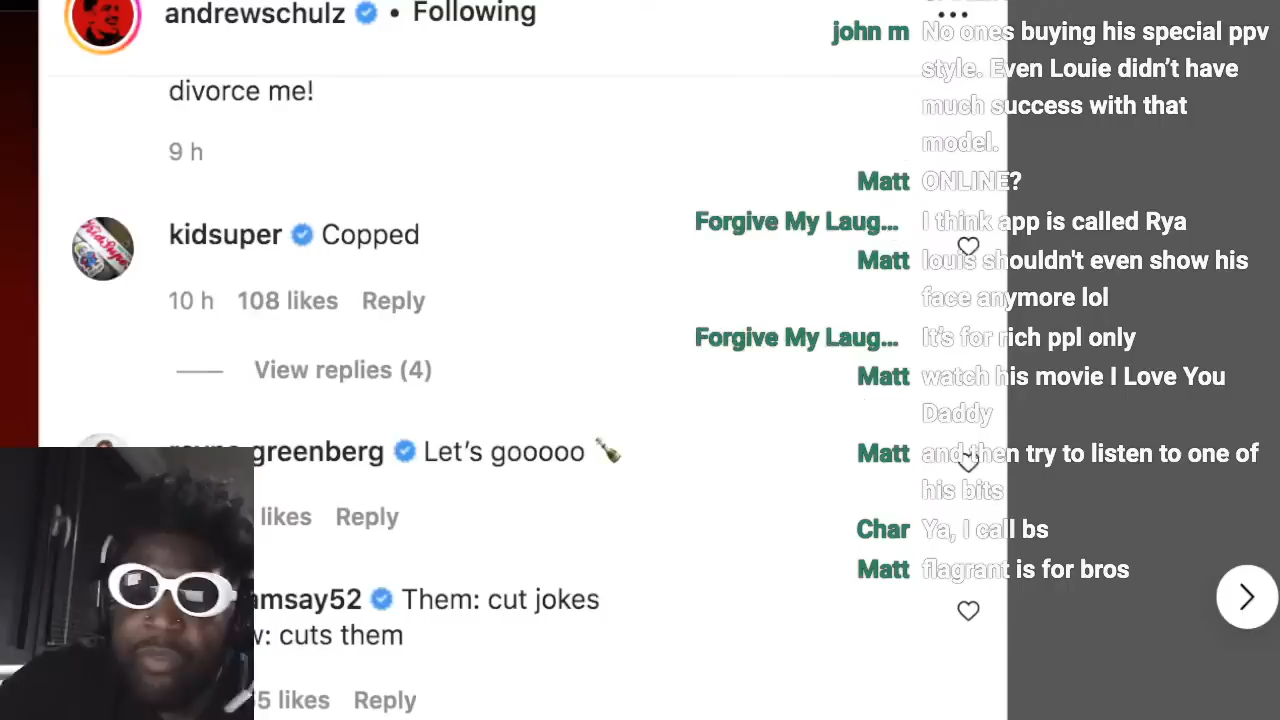 andrewschulz • Following
divorce me!
9 h
kidsuper Copped
10 h 108 likes Reply
View replies (4)
greenberg Let's gooooo
likes Reply
amsay52 Them: cut jokes
w: cuts them
5 likes Reply
john m No ones buying his special ppv
style. Even Louie didn't have
much success with that
model.
Matt ONLINE?
Forgive My Laug... I think app is called Rya
Matt louis shouldn't even show his
face anymore lol
Forgive My Laug... It's for rich ppl only
Matt watch his movie I Love You
Daddy
Matt and then try to listen to one of
his bits
Char Ya, I call bs
Matt flagrant is for bros